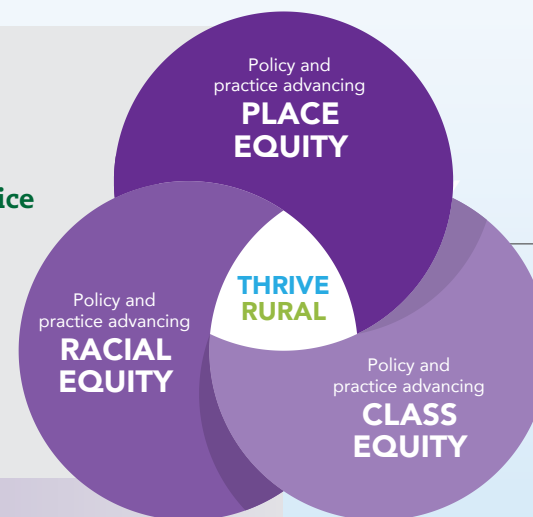 Policy and
practice advancing
PLACE
EQUITY
THRIVE
RURAL
Policy and
practice advancing
RACIAL
EQUITY
Policy and
practice advancing
CLASS
EQUITY